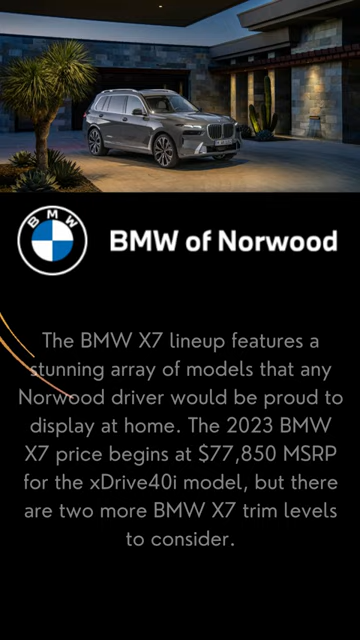 BMW
BMW of Norwood
The BMW X7 lineup features a
stunning array of models that any
Norwood driver would be proud to
display at home. The 2023 BMW
X7 price begins at $77,850 MSRP
for the xDrive40i model, but there
are two more BMW X7 trim levels
to consider.